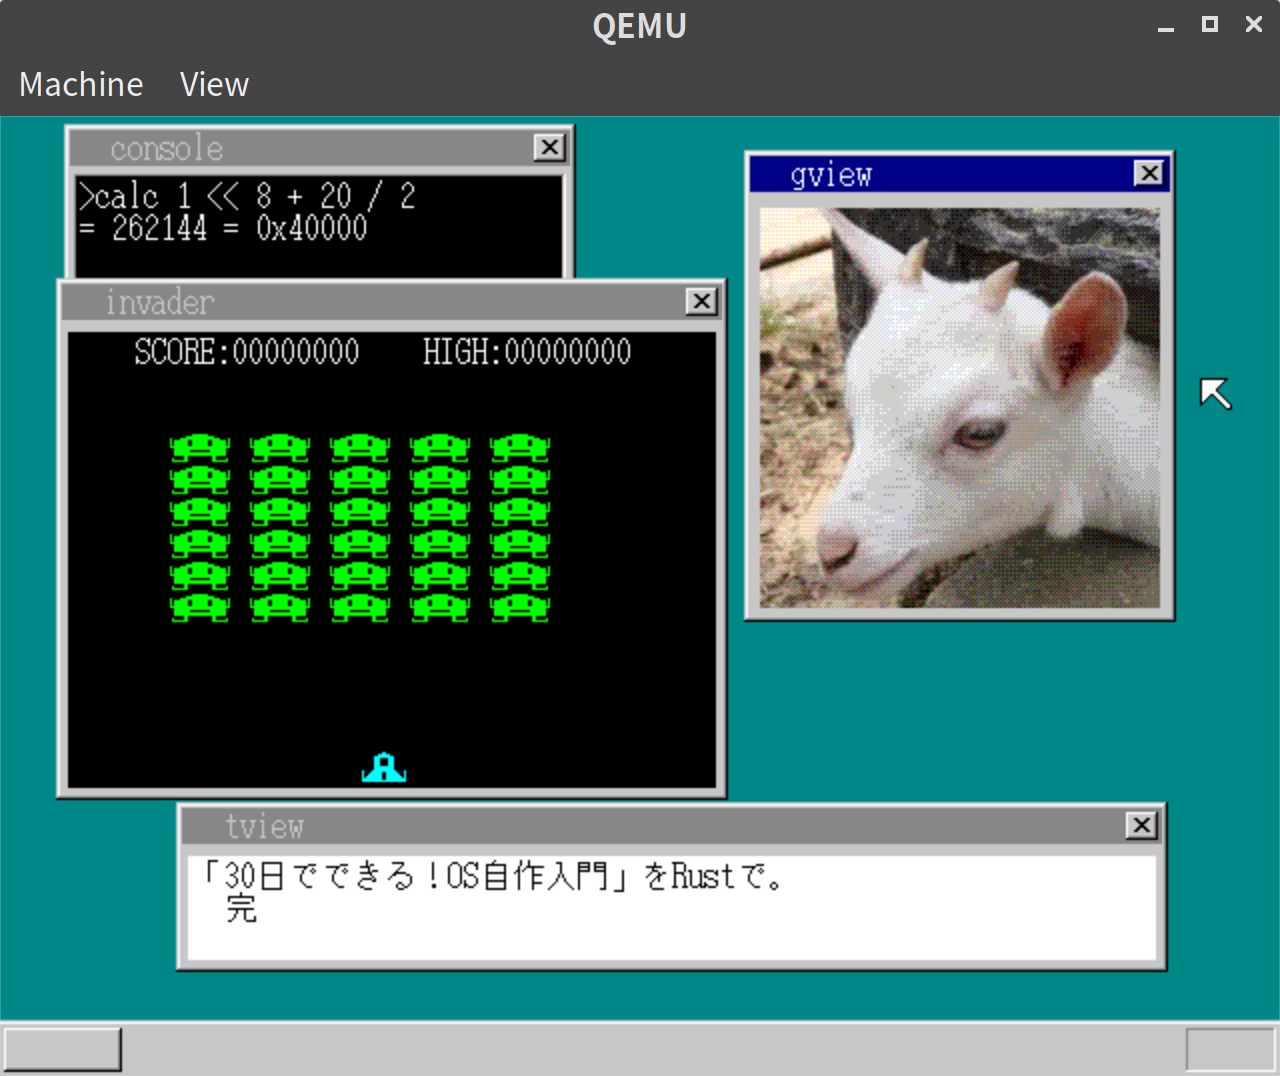 QEMU
Machine View
console
>calc 1 << 8 + 20 / 2
= 262144 = 0x40000
gview
invader
SCORE:00000000 HIGH:00000000
tview
「30日でできる！OS自作入門」をRustで。
完